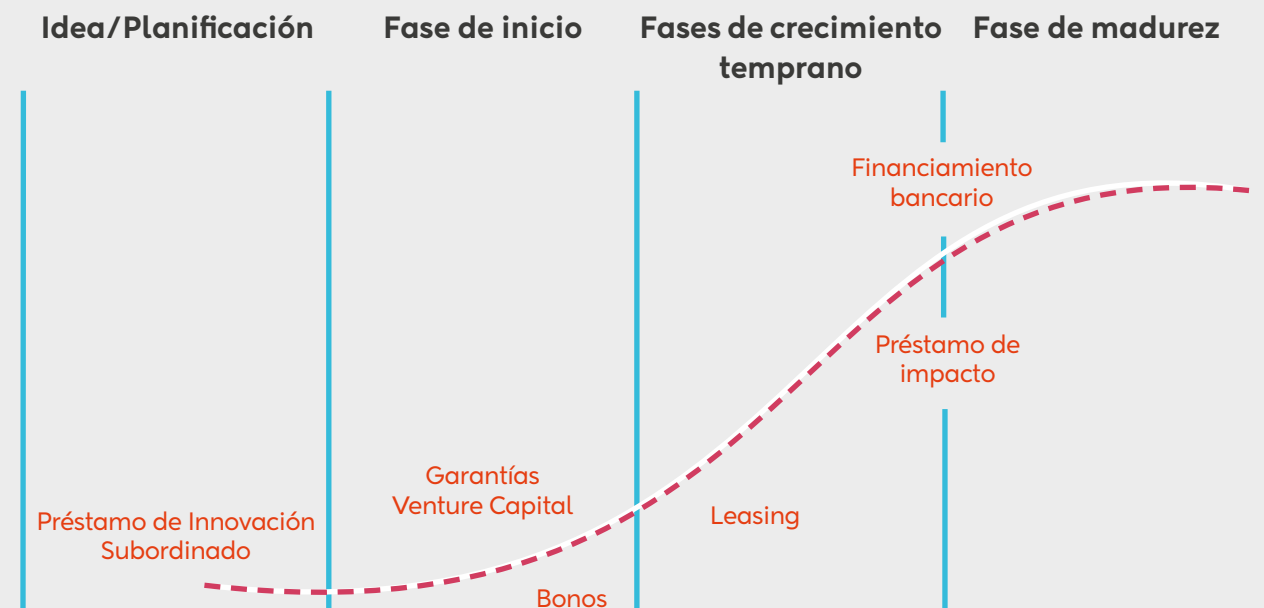 Idea/Planificación
Fase de inicio
Fases de crecimiento
temprano
Fase de madurez
Financiamiento
bancario
Préstamo de
impacto
Garantías
Venture Capital
Leasing
Préstamo de Innovación
Subordinado
Bonos